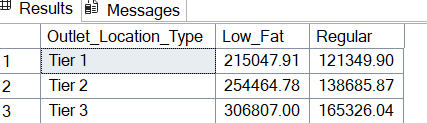 Results Messages
Outlet_Location_Type Low_Fat Regular
1 Tier 1 215047.91 121349.90
2 Tier 2 254464.78 138685.87
3 Tier 3 306807.00 165326.04